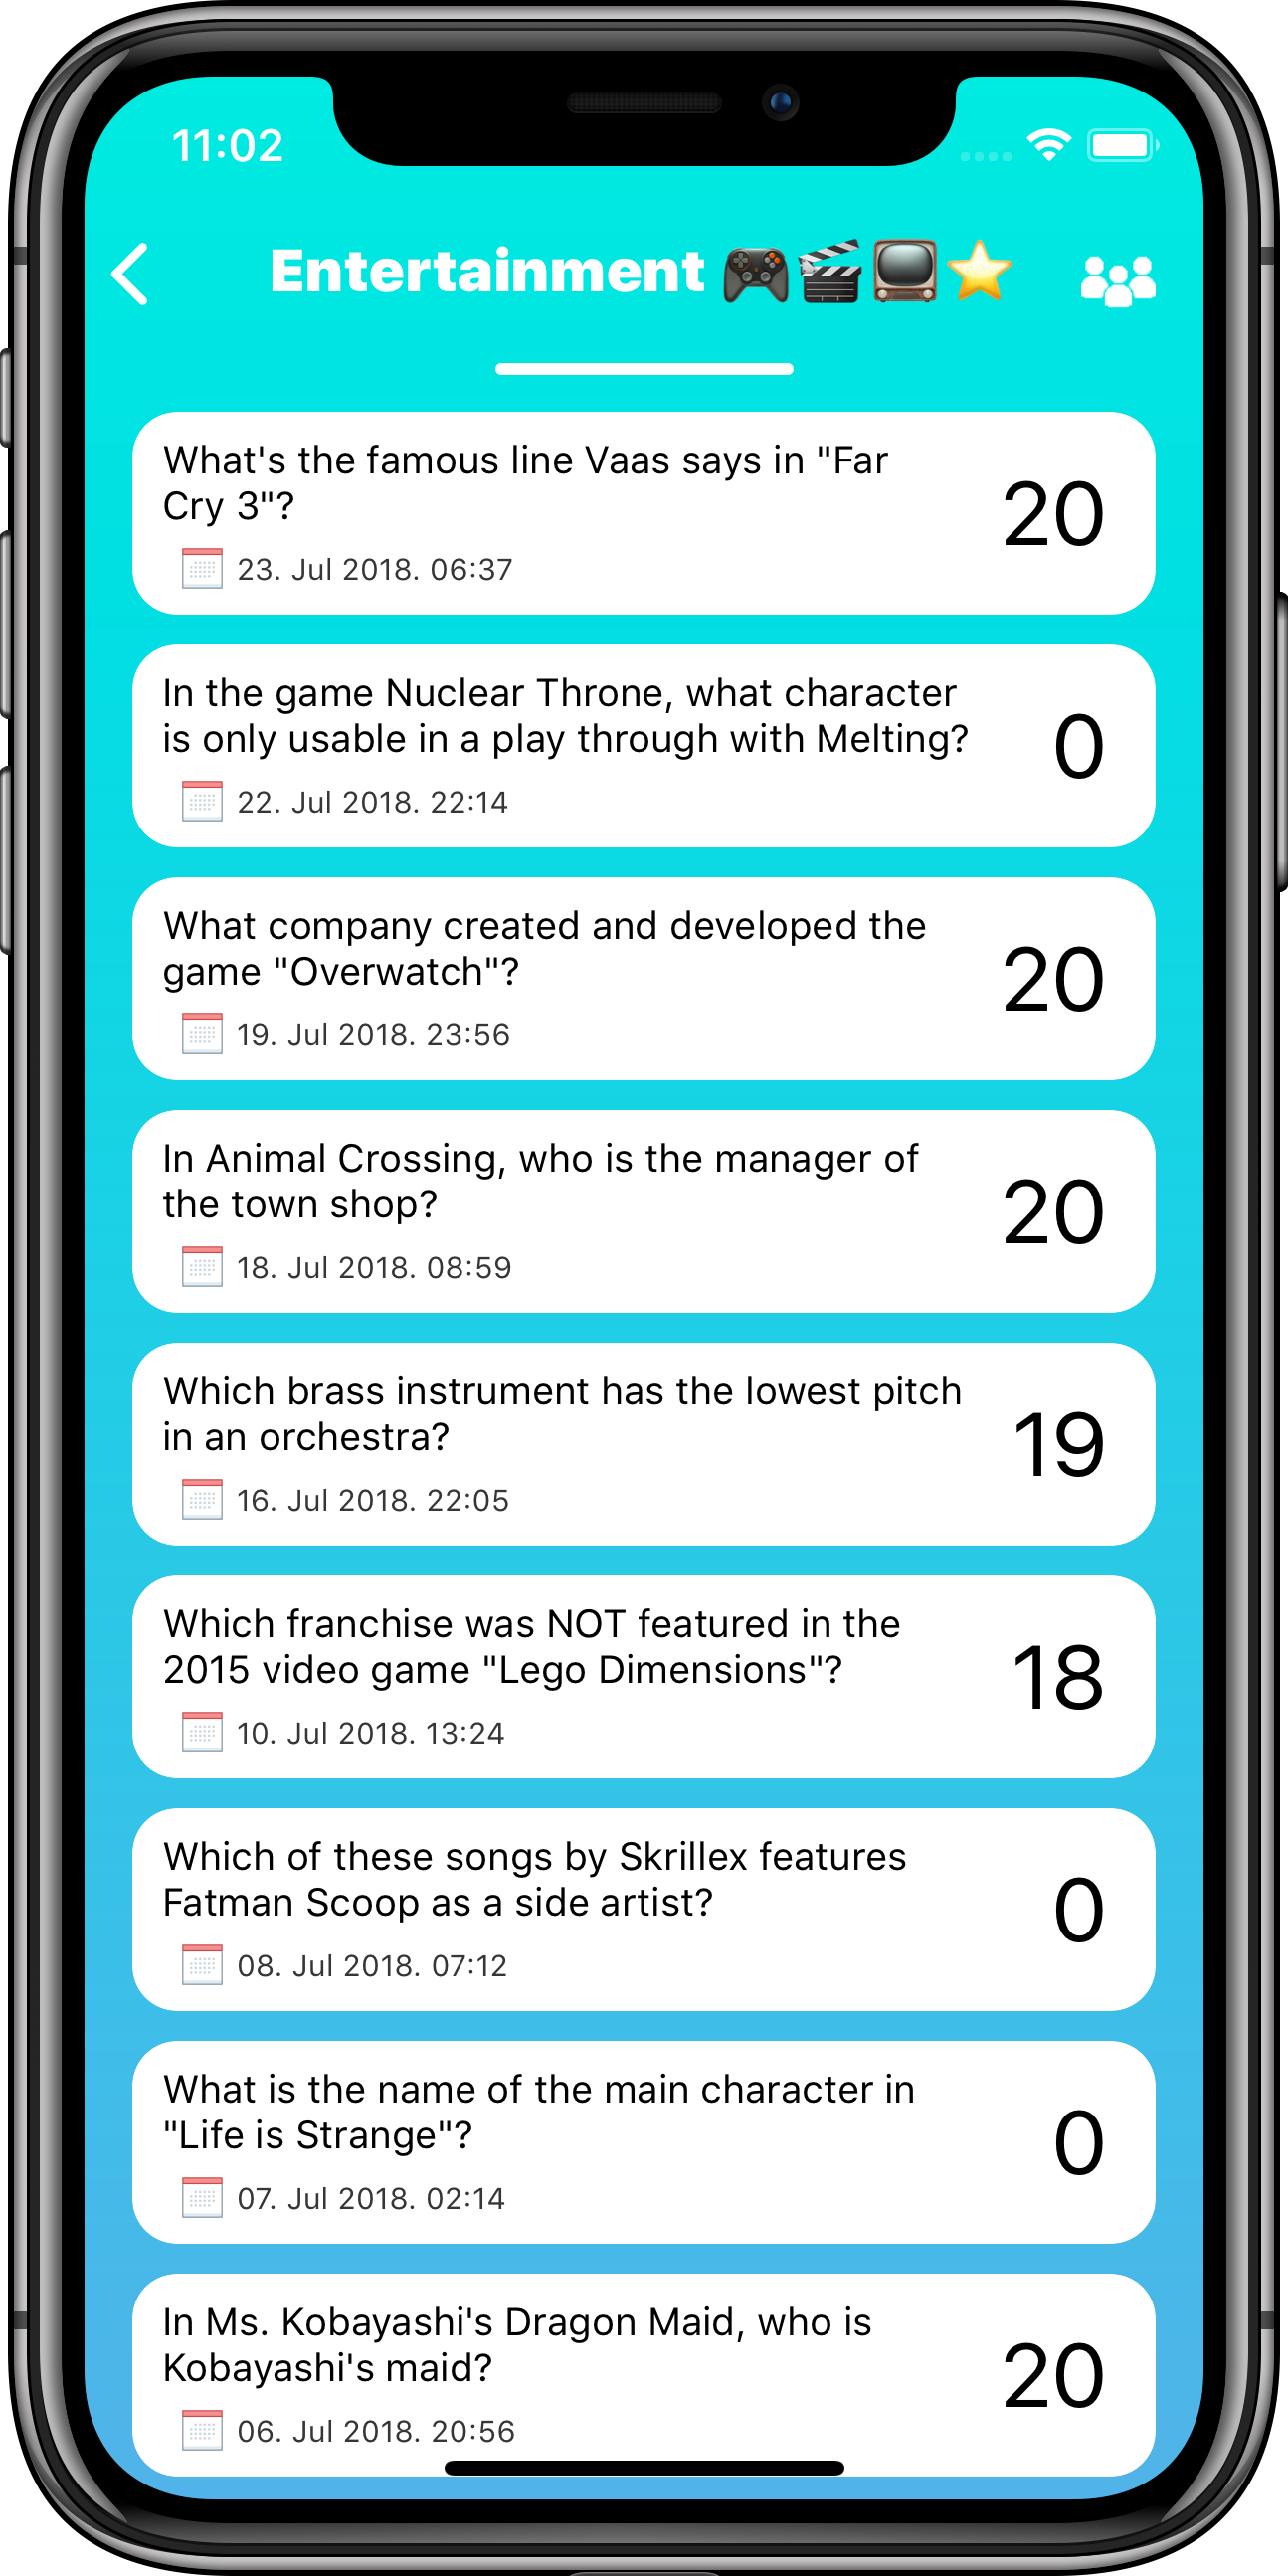 11:02
Entertainment
What's the famous line Vaas says in "Far
Cry 3"?
20
23. Jul 2018. 06:37
In the game Nuclear Throne, what character
is only usable in a play through with Melting?
0
22. Jul 2018. 22:14
What company created and developed the
game "Overwatch"?
20
19. Jul 2018. 23:56
In Animal Crossing, who is the manager of
the town shop?
20
18. Jul 2018. 08:59
Which brass instrument has the lowest pitch
in an orchestra?
19
16. Jul 2018. 22:05
Which franchise was NOT featured in the
2015 video game "Lego Dimensions"?
18
10. Jul 2018. 13:24
Which of these songs by Skrillex features
Fatman Scoop as a side artist?
0
08. Jul 2018. 07:12
What is the name of the main character in
"Life is Strange"?
0
07. Jul 2018. 02:14
In Ms. Kobayashi's Dragon Maid, who is
Kobayashi's maid?
20
06. Jul 2018. 20:56